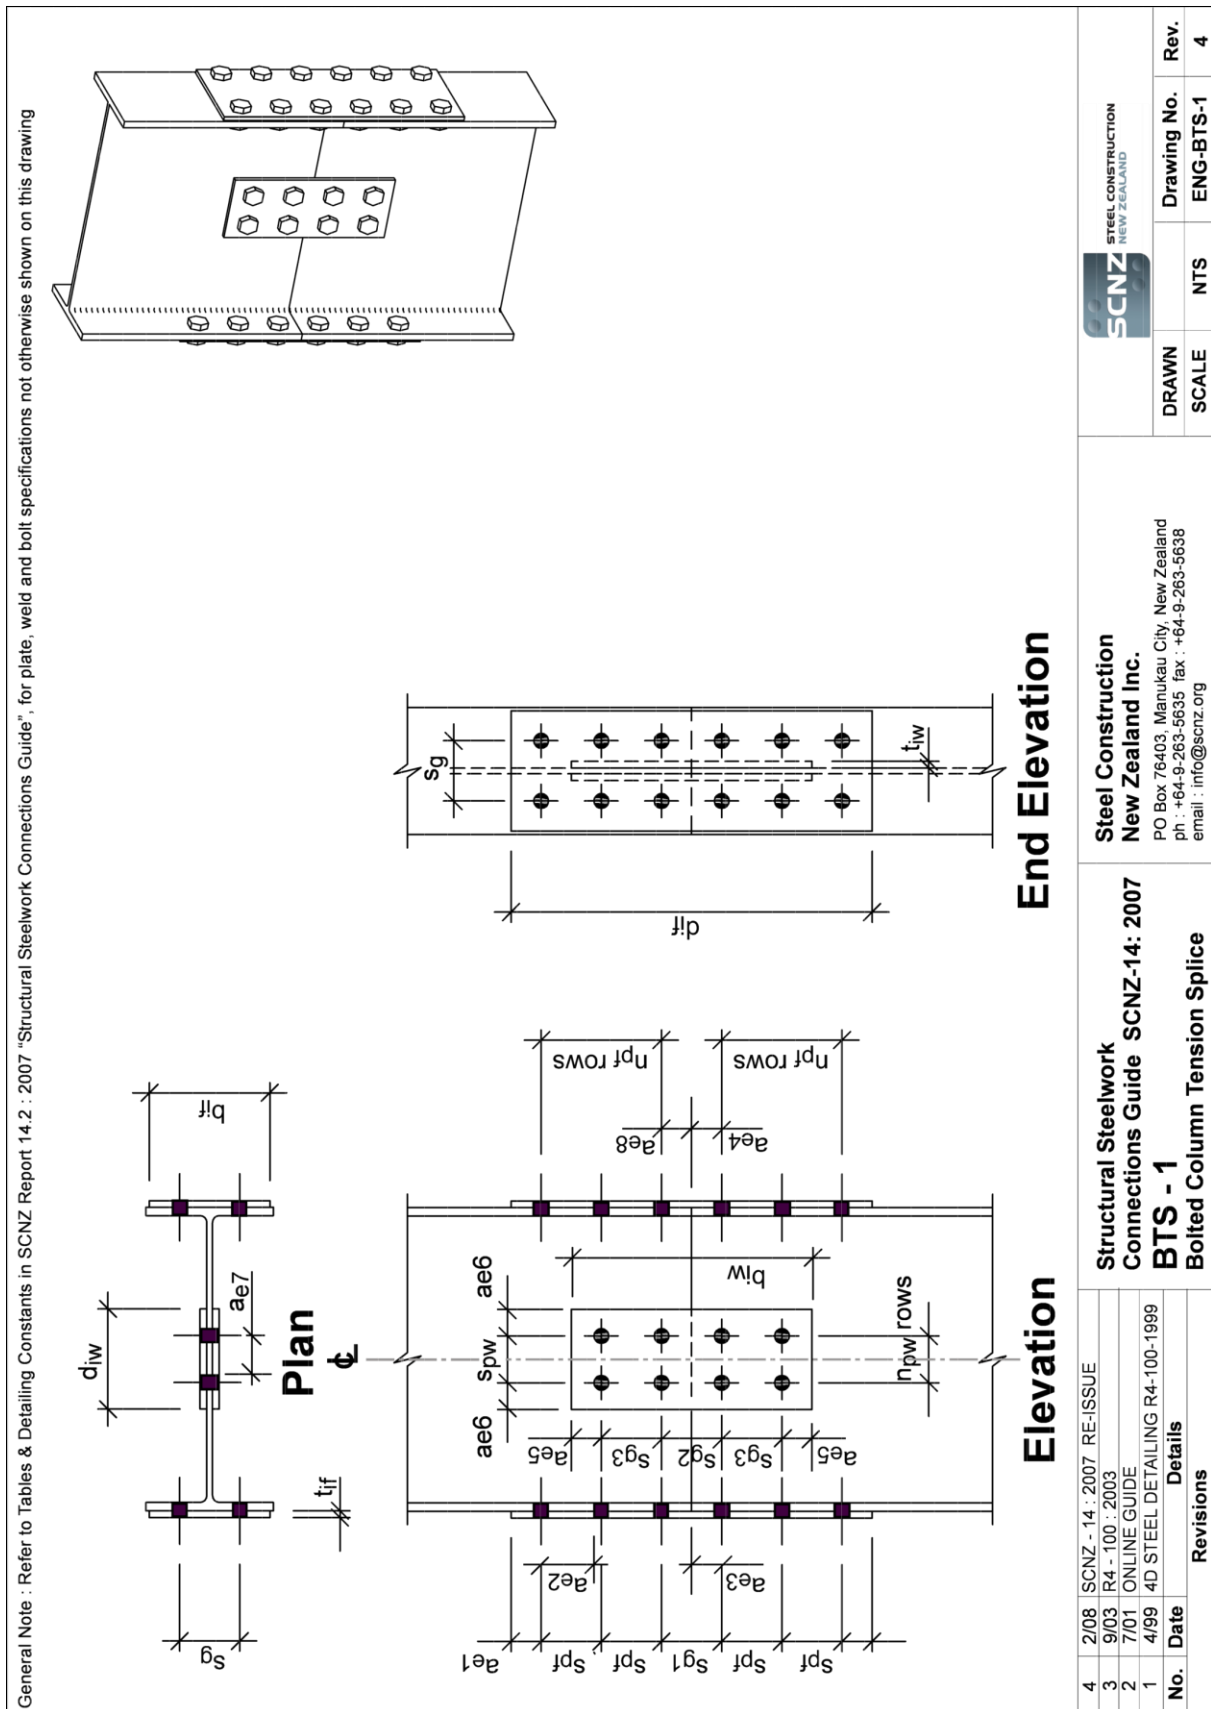 General Note : Refer to Tables & Detailing Constants in SCNZ Report 14.2 : 2007 "Structural Steelwork Connections Guide", for plate, weld and bolt specifications not otherwise shown on this drawing
sg
tif
diw
ae7
bif
Plan
℄
ae1
spf
spf
sg1
spf
spf
ae2
ae3
ae5
sg3
sg2
sg3
ae5
ae6
spw
ae6
biw
npw rows
ae8
ae4
npf rows
npf rows
Elevation
dif
sg
tiw
End Elevation
4 2/08 SCNZ - 14 : 2007 RE-ISSUE
3 9/03 R4 - 100 : 2003
2 7/01 ONLINE GUIDE
1 4/99 4D STEEL DETAILING R4-100-1999
No. Date Details
Revisions
Structural Steelwork
Connections Guide SCNZ-14: 2007
BTS - 1
Bolted Column Tension Splice
Steel Construction
New Zealand Inc.
PO Box 76403, Manukau City, New Zealand
ph : +64-9-263-5635 fax : +64-9-263-5638
email : info@scnz.org
SCNZ STEEL CONSTRUCTION
NEW ZEALAND
DRAWN Drawing No. Rev.
SCALE NTS ENG-BTS-1 4